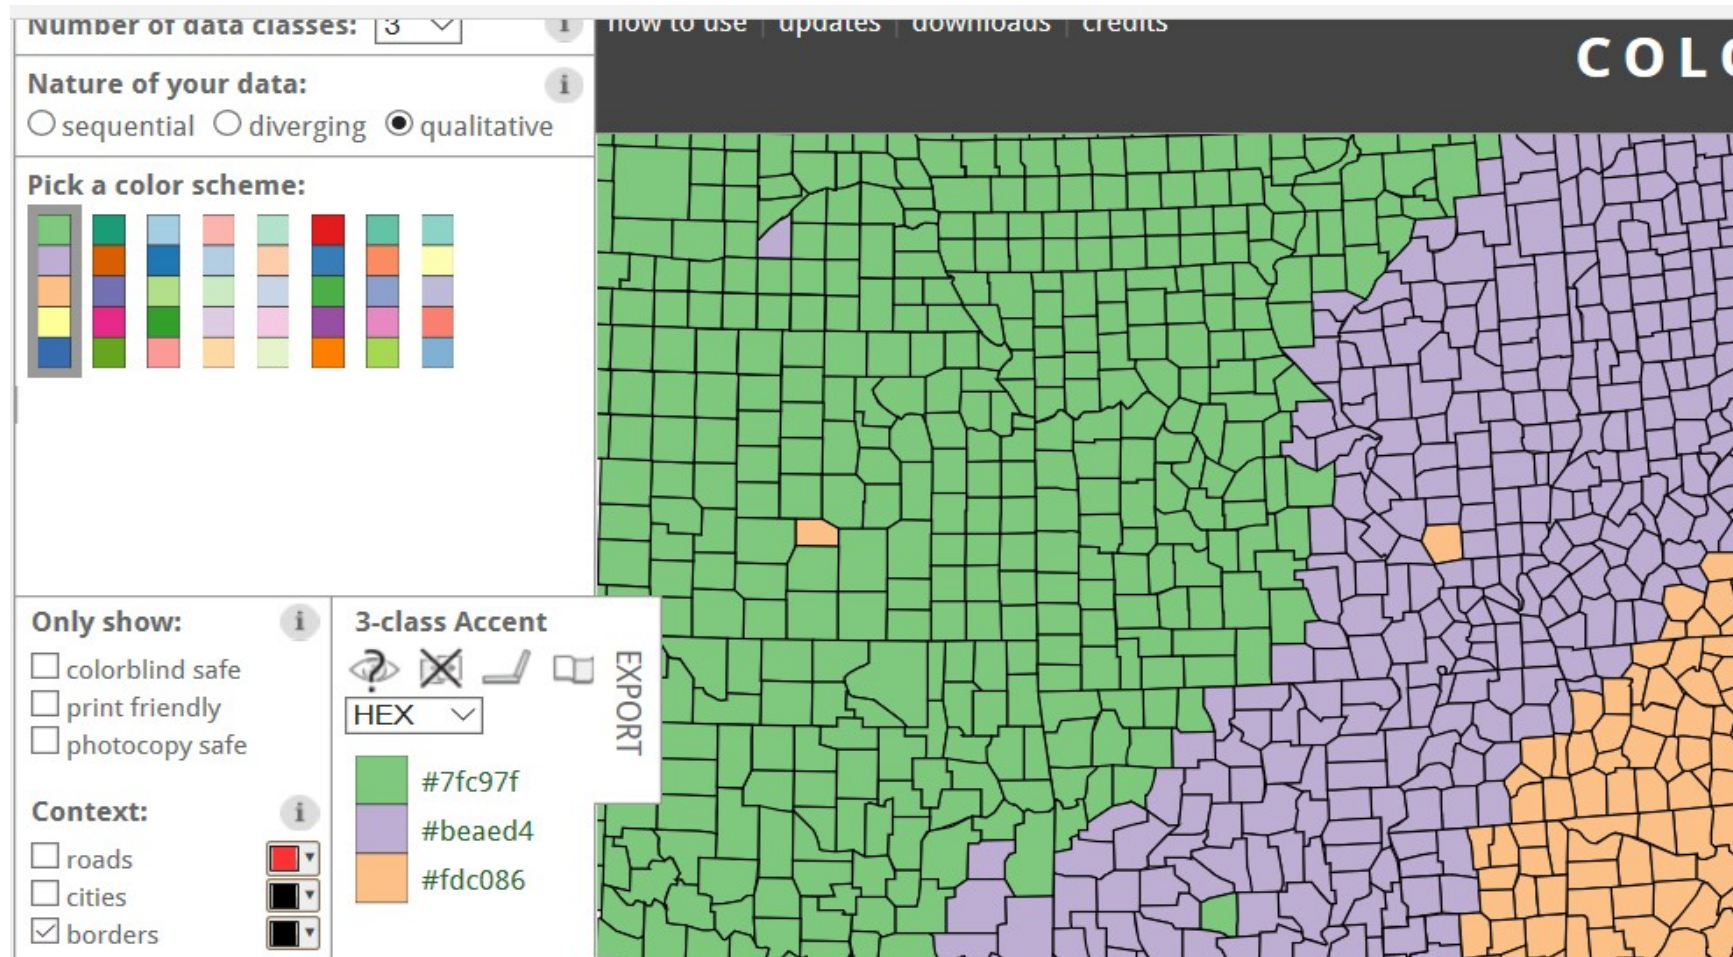 Number of data classes: 3 i
how to use | updates | downloads | credits
COLO
Nature of your data: i
sequential diverging qualitative
Pick a color scheme:
Only show: i
colorblind safe
print friendly
photocopy safe
Context: i
roads
cities
borders
3-class Accent
?
HEX
EXPORT
#7fc97f
#beaed4
#fdc086